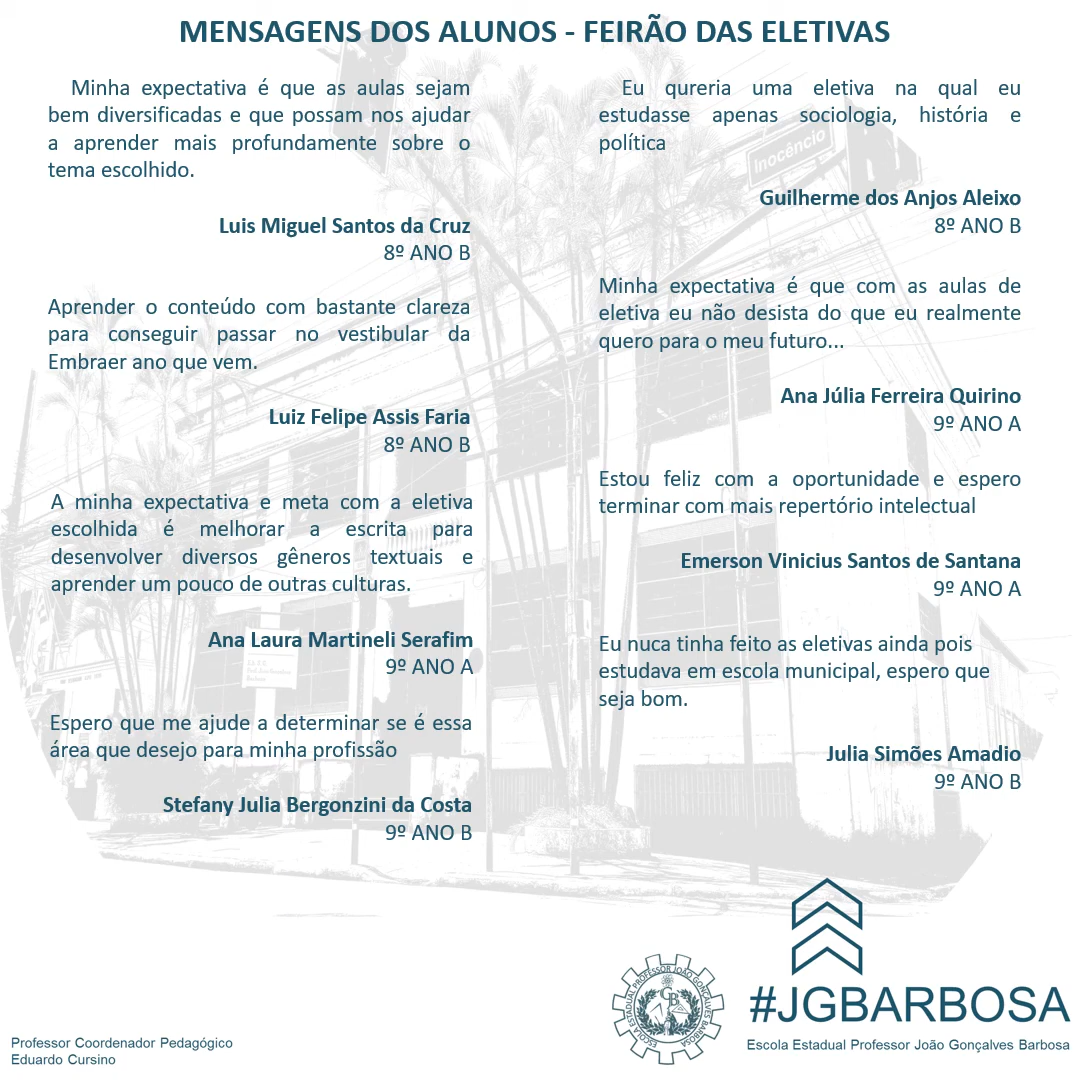 MENSAGENS DOS ALUNOS - FEIRÃO DAS ELETIVAS
Minha expectativa é que as aulas sejam
bem diversificadas e que possam nos ajudar
a aprender mais profundamente sobre o
tema escolhido.
Luis Miguel Santos da Cruz
8º ANO B
Aprender o conteúdo com bastante clareza
para conseguir passar no vestibular da
Embraer ano que vem.
Luiz Felipe Assis Faria
8º ANO B
A minha expectativa e meta com a eletiva
escolhida é melhorar a escrita para
desenvolver diversos gêneros textuais e
aprender um pouco de outras culturas.
Ana Laura Martineli Serafim
9º ANO A
Espero que me ajude a determinar se é essa
área que desejo para minha profissão
Stefany Julia Bergonzini da Costa
9º ANO B
Eu qureria uma eletiva na qual eu
estudasse apenas sociologia, história e
política
Guilherme dos Anjos Aleixo
8º ANO B
Minha expectativa é que com as aulas de
eletiva eu não desista do que eu realmente
quero para o meu futuro...
Ana Júlia Ferreira Quirino
9º ANO A
Estou feliz com a oportunidade e espero
terminar com mais repertório intelectual
Emerson Vinicius Santos de Santana
9º ANO A
Eu nuca tinha feito as eletivas ainda pois
estudava em escola municipal, espero que
seja bom.
Julia Simões Amadio
9º ANO B
Inocêncio
ESCOLA ESTADUAL PROFESSOR JOÃO GONÇALVES BARBOSA
GB
#JGBARBOSA
Escola Estadual Professor João Gonçalves Barbosa
Professor Coordenador Pedagógico
Eduardo Cursino